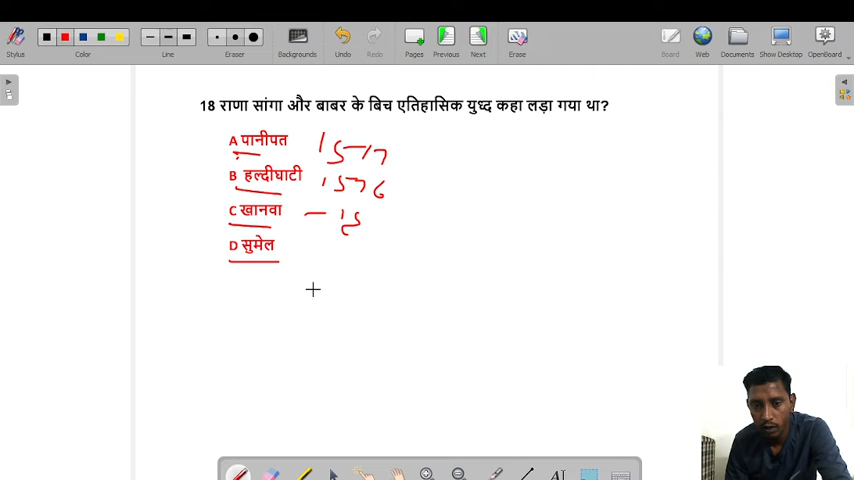 Stylus
Color
Line
Eraser
Backgrounds
Undo
Redo
Pages
Previous
Next
Erase
Board
Web
Documents
Show Desktop
OpenBoard
18 राणा सांगा और बाबर के बिच एतिहासिक युध्द कहा लड़ा गया था?
A पानीपत
B हल्दीघाटी 1576
C खानवा — 15
D सुमेल